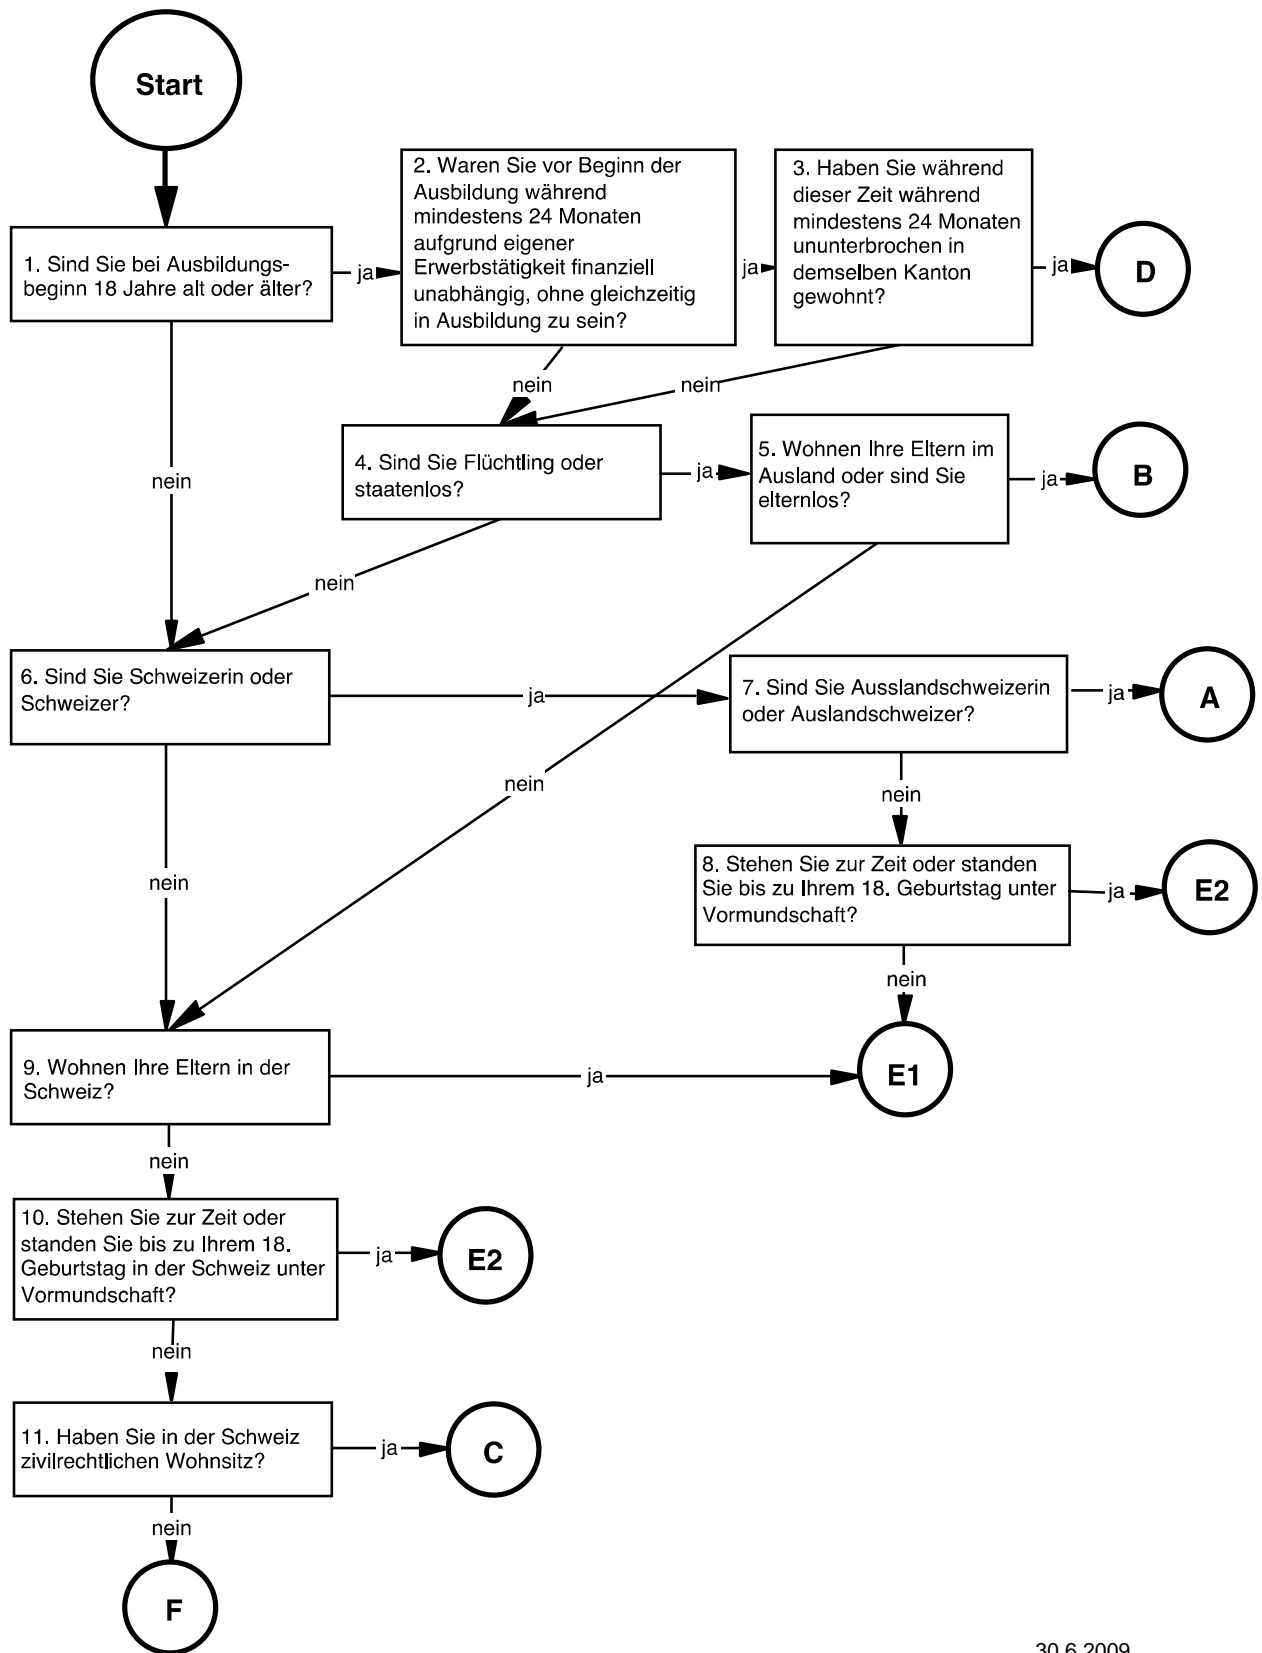 Start
1. Sind Sie bei Ausbildungs-
beginn 18 Jahre alt oder älter?
ja
2. Waren Sie vor Beginn der
Ausbildung während
mindestens 24 Monaten
aufgrund eigener
Erwerbstätigkeit finanziell
unabhängig, ohne gleichzeitig
in Ausbildung zu sein?
ja
3. Haben Sie während
dieser Zeit während
mindestens 24 Monaten
ununterbrochen in
demselben Kanton
gewohnt?
ja
D
nein
nein
nein
4. Sind Sie Flüchtling oder
staatenlos?
ja
5. Wohnen Ihre Eltern im
Ausland oder sind Sie
elternlos?
ja
B
nein
6. Sind Sie Schweizerin oder
Schweizer?
ja
7. Sind Sie Ausslandschweizerin
oder Auslandschweizer?
ja
A
nein
nein
nein
8. Stehen Sie zur Zeit oder standen
Sie bis zu Ihrem 18. Geburtstag unter
Vormundschaft?
ja
E2
nein
9. Wohnen Ihre Eltern in der
Schweiz?
ja
E1
nein
10. Stehen Sie zur Zeit oder
standen Sie bis zu Ihrem 18.
Geburtstag in der Schweiz unter
Vormundschaft?
ja
E2
nein
11. Haben Sie in der Schweiz
zivilrechtlichen Wohnsitz?
ja
C
nein
F
30.6.2009